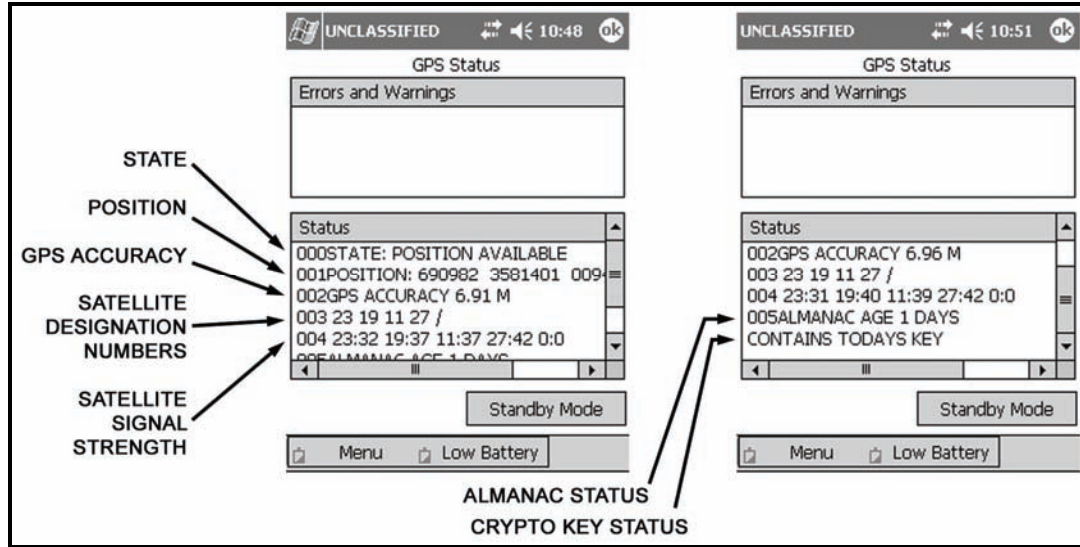 UNCLASSIFIED 10:48 ok
GPS Status
Errors and Warnings
STATE
POSITION
GPS ACCURACY
SATELLITE
DESIGNATION
NUMBERS
SATELLITE
SIGNAL
STRENGTH
Status
000STATE: POSITION AVAILABLE
001POSITION: 690982 3581401 009
002GPS ACCURACY 6.91 M
003 23 19 11 27 /
004 23:32 19:37 11:37 27:42 0:0
005ALMANAC AGE 1 DAYS
Standby Mode
Menu Low Battery
UNCLASSIFIED 10:51 ok
GPS Status
Errors and Warnings
Status
002GPS ACCURACY 6.96 M
003 23 19 11 27 /
004 23:31 19:40 11:39 27:42 0:0
005ALMANAC AGE 1 DAYS
CONTAINS TODAYS KEY
Standby Mode
Menu Low Battery
ALMANAC STATUS
CRYPTO KEY STATUS